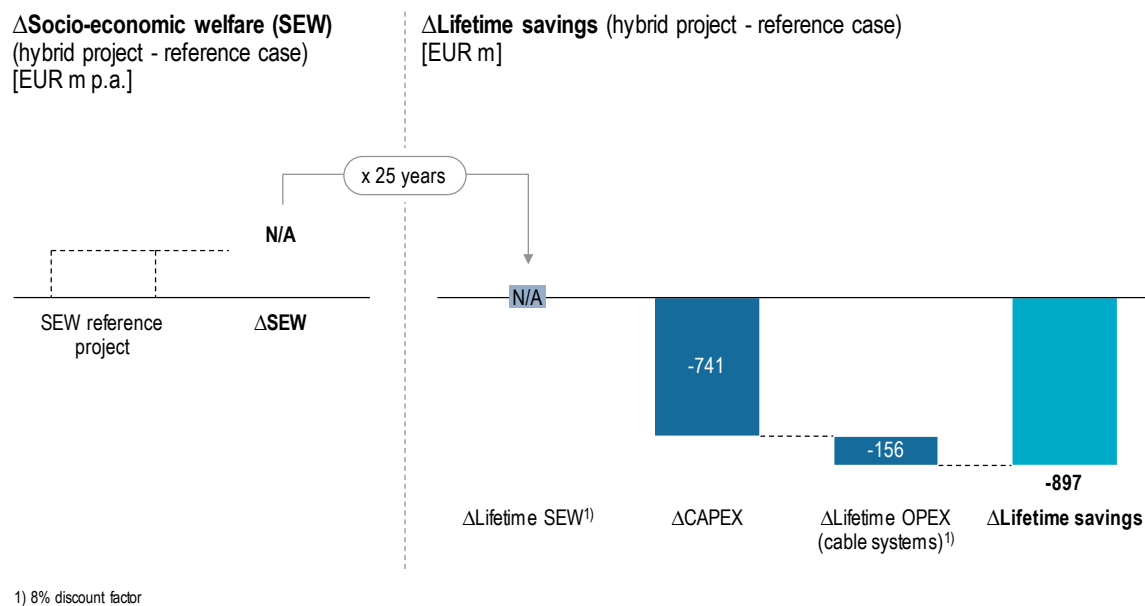 ∆Socio-economic welfare (SEW)
(hybrid project - reference case)
[EUR m p.a.]
∆Lifetime savings (hybrid project - reference case)
[EUR m]
x 25 years
N/A
N/A
SEW reference
project
∆SEW
-741
-156
-897
∆Lifetime SEW¹⁾
∆CAPEX
∆Lifetime OPEX
(cable systems)¹⁾
∆Lifetime savings
1) 8% discount factor